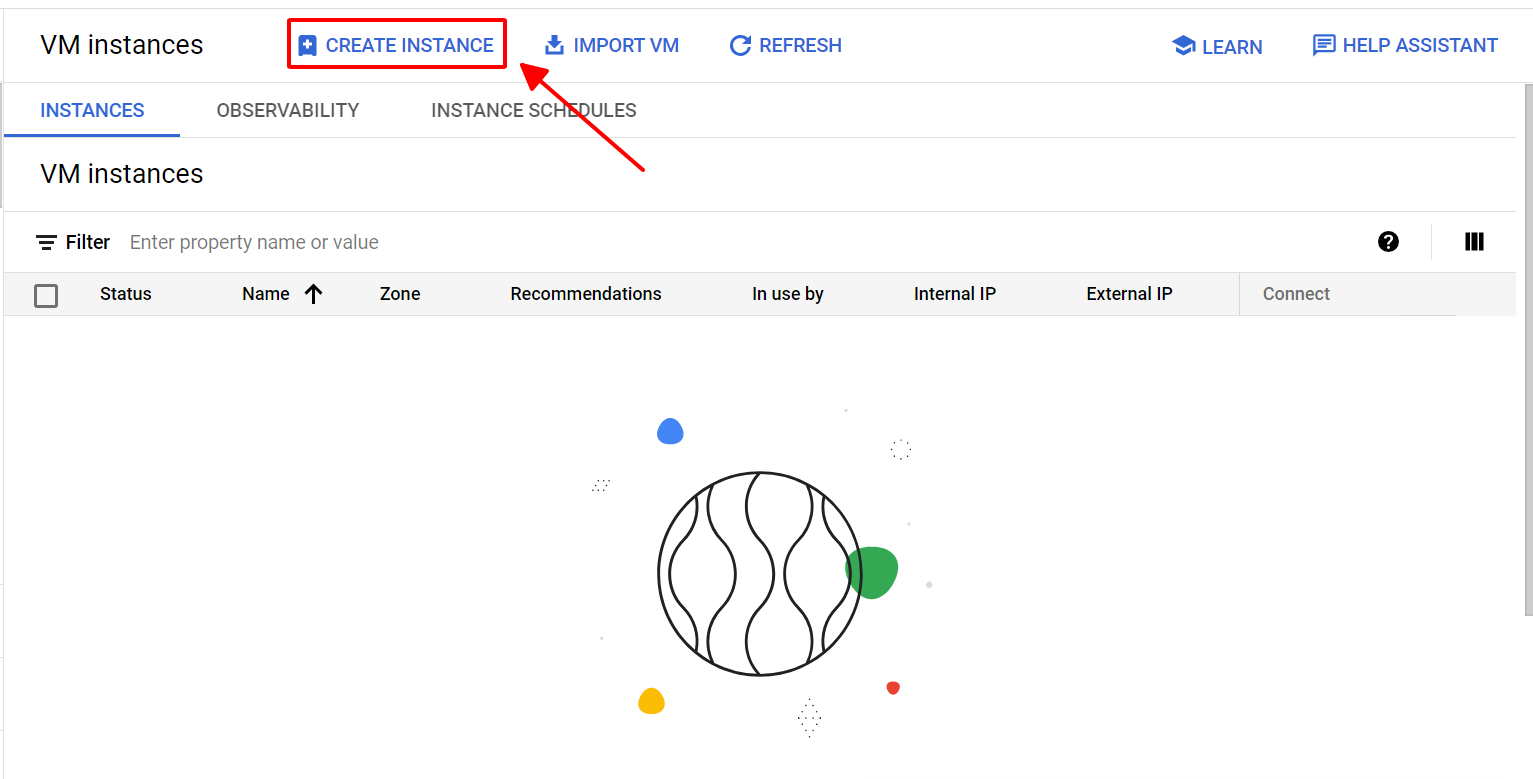 VM instances CREATE INSTANCE IMPORT VM REFRESH LEARN HELP ASSISTANT
INSTANCES OBSERVABILITY INSTANCE SCHEDULES
VM instances
Filter Enter property name or value
Status Name Zone Recommendations In use by Internal IP External IP Connect